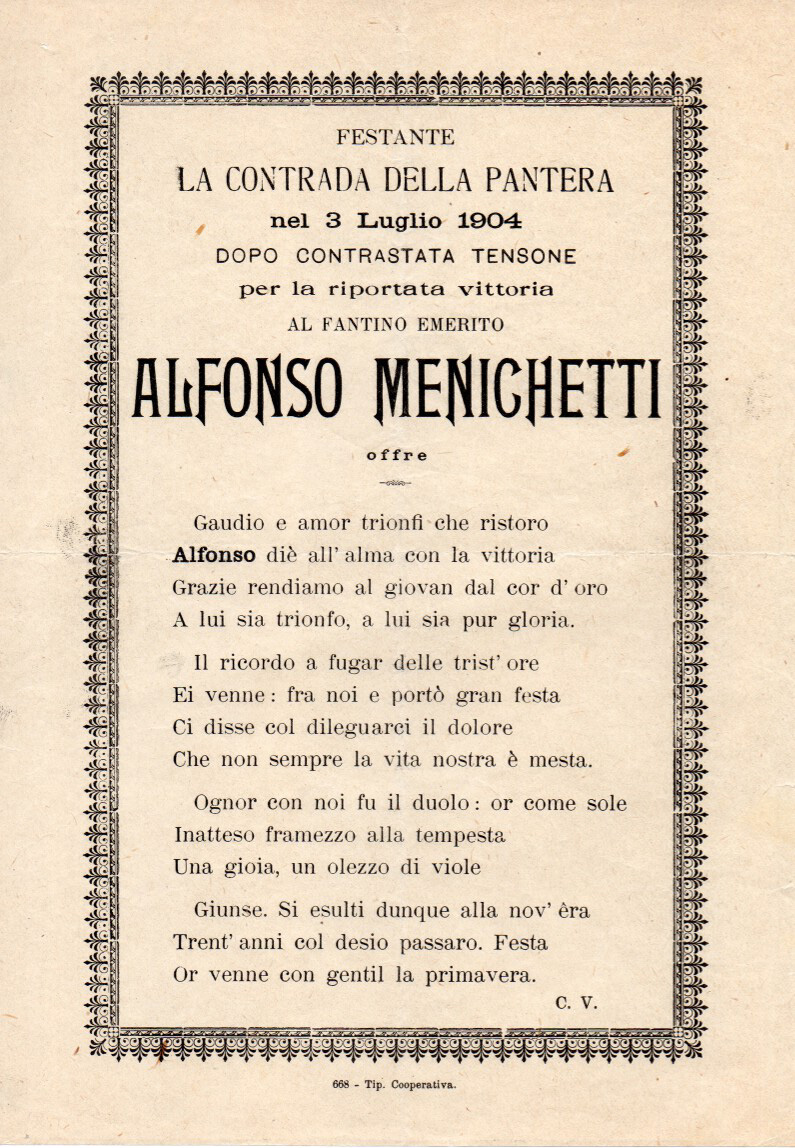 FESTANTE
LA CONTRADA DELLA PANTERA
nel 3 Luglio 1904
DOPO CONTRASTATA TENSONE
per la riportata vittoria
AL FANTINO EMERITO
ALFONSO MENICHETTI
offre
Gaudio e amor trionfi che ristoro
Alfonso diè all' alma con la vittoria
Grazie rendiamo al giovan dal cor d' oro
A lui sia trionfo, a lui sia pur gloria.
Il ricordo a fugar delle trist' ore
Ei venne : fra noi e portò gran festa
Ci disse col dileguarci il dolore
Che non sempre la vita nostra è mesta.
Ognor con noi fu il duolo : or come sole
Inatteso framezzo alla tempesta
Una gioia, un olezzo di viole
Giunse. Si esulti dunque alla nov' êra
Trent' anni col desio passaro. Festa
Or venne con gentil la primavera.
C. V.
668 - Tip. Cooperativa.